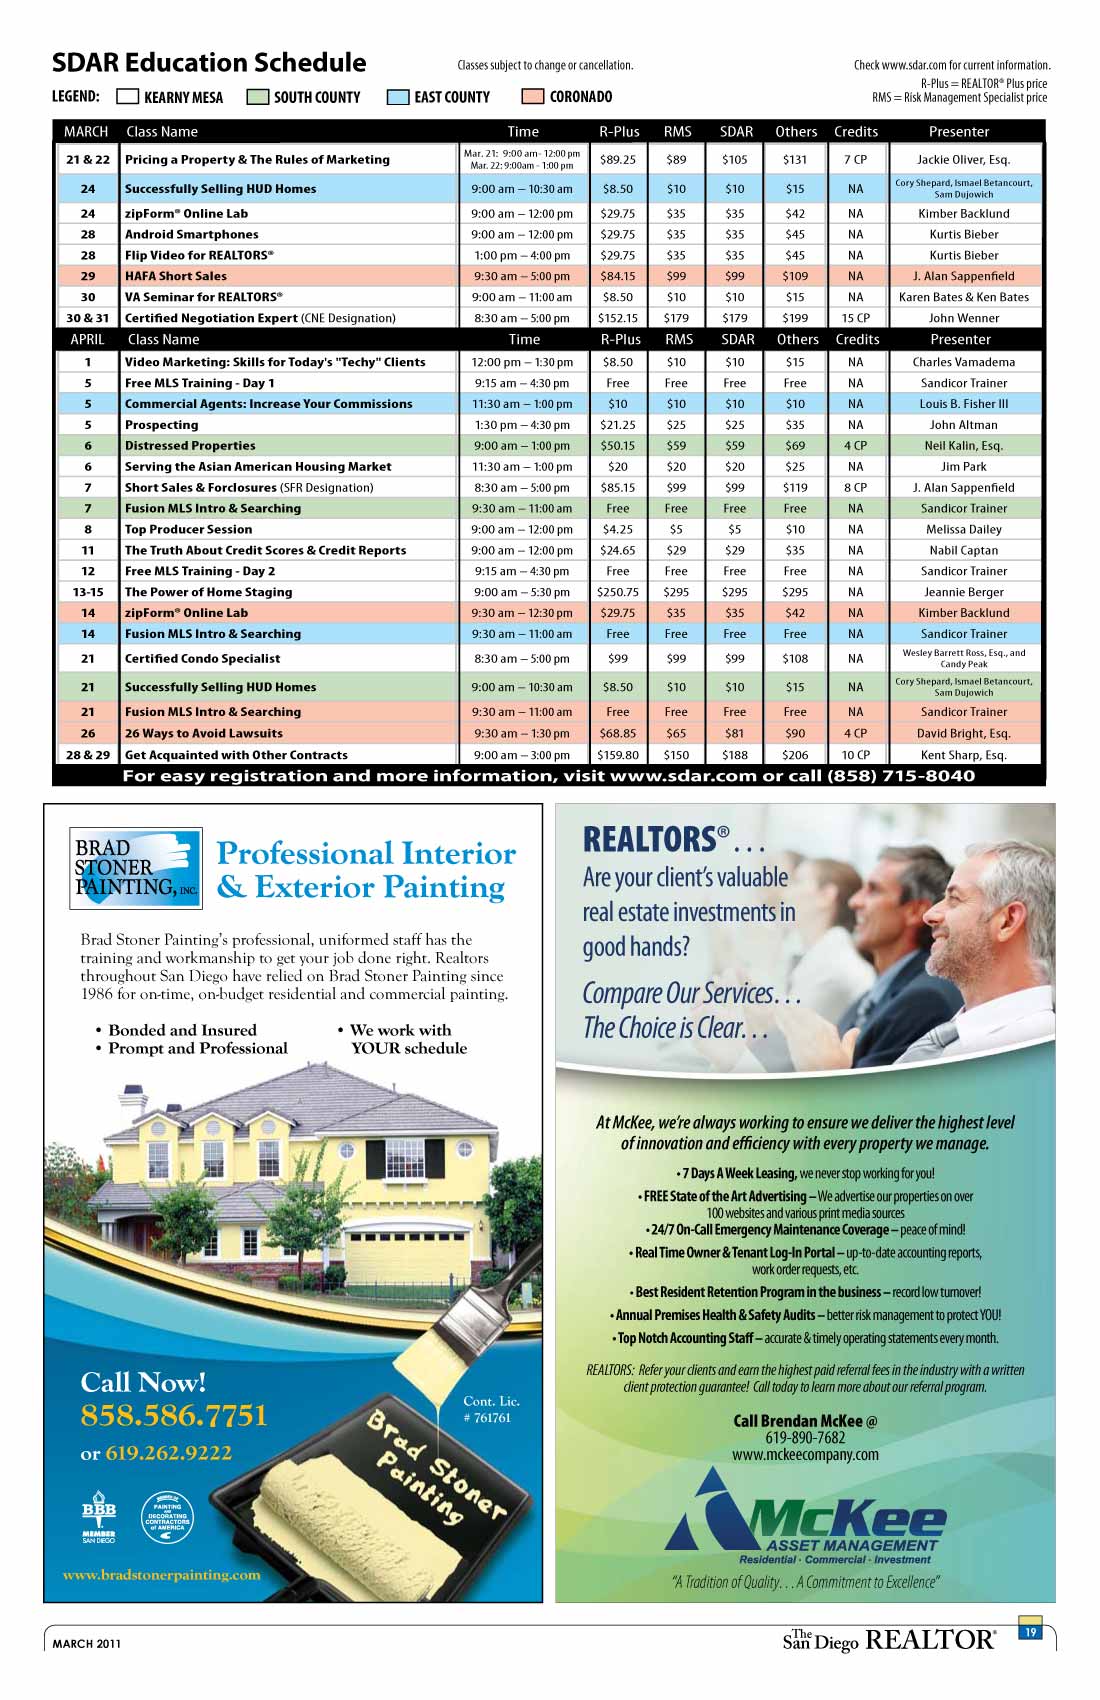 SDAR Education Schedule
Classes subject to change or cancellation.
Check www.sdar.com for current information.
R-Plus = REALTOR® Plus price
RMS = Risk Management Specialist price
LEGEND: KEARNY MESA SOUTH COUNTY EAST COUNTY CORONADO
MARCH Class Name Time R-Plus RMS SDAR Others Credits Presenter
21 & 22 Pricing a Property & The Rules of Marketing Mar. 21: 9:00 am- 12:00 pm Mar. 22: 9:00am - 1:00 pm $89.25 $89 $105 $131 7 CP Jackie Oliver, Esq.
24 Successfully Selling HUD Homes 9:00 am – 10:30 am $8.50 $10 $10 $15 NA Cory Shepard, Ismael Betancourt, Sam Dujowich
24 zipForm® Online Lab 9:00 am – 12:00 pm $29.75 $35 $35 $42 NA Kimber Backlund
28 Android Smartphones 9:00 am – 12:00 pm $29.75 $35 $35 $45 NA Kurtis Bieber
28 Flip Video for REALTORS® 1:00 pm – 4:00 pm $29.75 $35 $35 $45 NA Kurtis Bieber
29 HAFA Short Sales 9:30 am – 5:00 pm $84.15 $99 $99 $109 NA J. Alan Sappenfield
30 VA Seminar for REALTORS® 9:00 am – 11:00 am $8.50 $10 $10 $15 NA Karen Bates & Ken Bates
30 & 31 Certified Negotiation Expert (CNE Designation) 8:30 am – 5:00 pm $152.15 $179 $179 $199 15 CP John Wenner
APRIL Class Name Time R-Plus RMS SDAR Others Credits Presenter
1 Video Marketing: Skills for Today's "Techy" Clients 12:00 pm – 1:30 pm $8.50 $10 $10 $15 NA Charles Vamadema
5 Free MLS Training - Day 1 9:15 am – 4:30 pm Free Free Free Free NA Sandicor Trainer
5 Commercial Agents: Increase Your Commissions 11:30 am – 1:00 pm $10 $10 $10 $10 NA Louis B. Fisher III
5 Prospecting 1:30 pm – 4:30 pm $21.25 $25 $25 $35 NA John Altman
6 Distressed Properties 9:00 am – 1:00 pm $50.15 $59 $59 $69 4 CP Neil Kalin, Esq.
6 Serving the Asian American Housing Market 11:30 am – 1:00 pm $20 $20 $20 $25 NA Jim Park
7 Short Sales & Forclosures (SFR Designation) 8:30 am – 5:00 pm $85.15 $99 $99 $119 8 CP J. Alan Sappenfield
7 Fusion MLS Intro & Searching 9:30 am – 11:00 am Free Free Free Free NA Sandicor Trainer
8 Top Producer Session 9:00 am – 12:00 pm $4.25 $5 $5 $10 NA Melissa Dailey
11 The Truth About Credit Scores & Credit Reports 9:00 am – 12:00 pm $24.65 $29 $29 $35 NA Nabil Captan
12 Free MLS Training - Day 2 9:15 am – 4:30 pm Free Free Free Free NA Sandicor Trainer
13-15 The Power of Home Staging 9:00 am – 5:30 pm $250.75 $295 $295 $295 NA Jeannie Berger
14 zipForm® Online Lab 9:30 am – 12:30 pm $29.75 $35 $35 $42 NA Kimber Backlund
14 Fusion MLS Intro & Searching 9:30 am – 11:00 am Free Free Free Free NA Sandicor Trainer
21 Certified Condo Specialist 8:30 am – 5:00 pm $99 $99 $99 $108 NA Wesley Barrett Ross, Esq., and Candy Peak
21 Successfully Selling HUD Homes 9:00 am – 10:30 am $8.50 $10 $10 $15 NA Cory Shepard, Ismael Betancourt, Sam Dujowich
21 Fusion MLS Intro & Searching 9:30 am – 11:00 am Free Free Free Free NA Sandicor Trainer
26 26 Ways to Avoid Lawsuits 9:30 am – 1:30 pm $68.85 $65 $81 $90 4 CP David Bright, Esq.
28 & 29 Get Acquainted with Other Contracts 9:00 am – 3:00 pm $159.80 $150 $188 $206 10 CP Kent Sharp, Esq.
For easy registration and more information, visit www.sdar.com or call (858) 715-8040
BRAD
STONER
PAINTING, INC.
Professional Interior
& Exterior Painting
Brad Stoner Painting's professional, uniformed staff has the
training and workmanship to get your job done right. Realtors
throughout San Diego have relied on Brad Stoner Painting since
1986 for on-time, on-budget residential and commercial painting.
• Bonded and Insured
• Prompt and Professional
• We work with
YOUR schedule
Call Now!
858.586.7751
or 619.262.9222
Cont. Lic.
# 761761
Brad Stoner
Painting
BBB
MEMBER
SAN DIEGO
MEMBER OF
PAINTING
AND
DECORATING
CONTRACTORS
of AMERICA
www.bradstonerpainting.com
REALTORS® . . .
Are your client's valuable
real estate investments in
good hands?
Compare Our Services. . .
The Choice is Clear. . .
At McKee, we're always working to ensure we deliver the highest level
of innovation and efficiency with every property we manage.
• 7 Days A Week Leasing, we never stop working for you!
• FREE State of the Art Advertising – We advertise our properties on over
100 websites and various print media sources
• 24/7 On-Call Emergency Maintenance Coverage – peace of mind!
• Real Time Owner & Tenant Log-In Portal – up-to-date accounting reports,
work order requests, etc.
• Best Resident Retention Program in the business – record low turnover!
• Annual Premises Health & Safety Audits – better risk management to protect YOU!
• Top Notch Accounting Staff – accurate & timely operating statements every month.
REALTORS: Refer your clients and earn the highest paid referral fees in the industry with a written
client protection guarantee! Call today to learn more about our referral program.
Call Brendan McKee @
619-890-7682
www.mckeecompany.com
McKee
ASSET MANAGEMENT
Residential · Commercial · Investment
"A Tradition of Quality. . . A Commitment to Excellence"
MARCH 2011
The San Diego REALTOR®
19